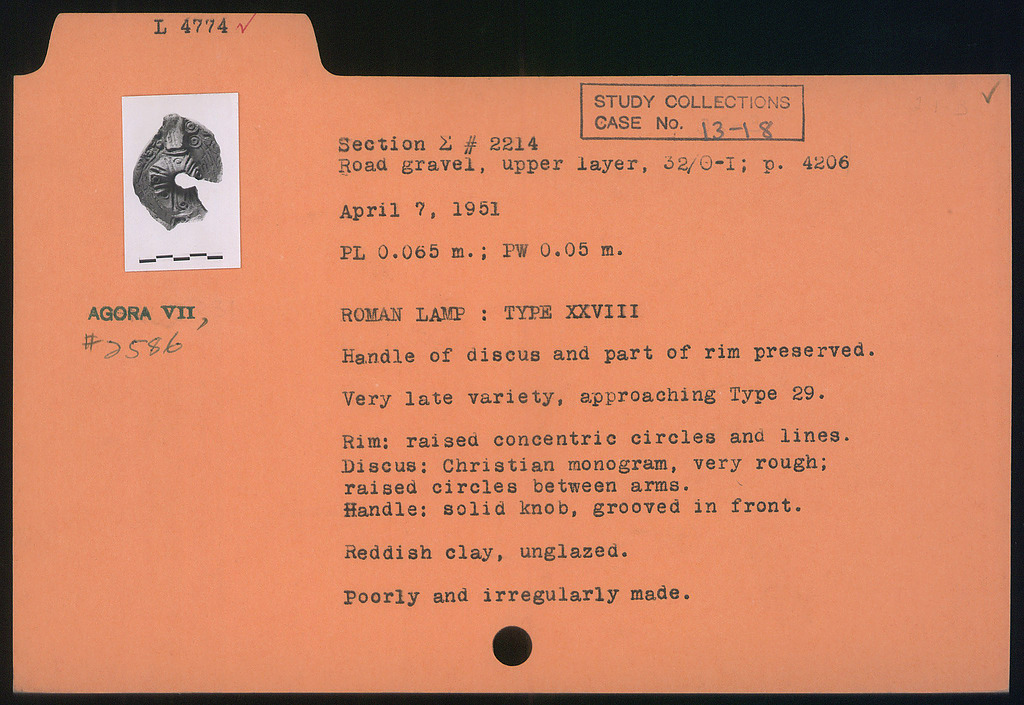 L 4774 ✓
STUDY COLLECTIONS
CASE No. 13-18
Section Σ # 2214
Road gravel, upper layer, 32/Θ-I; p. 4206
April 7, 1951
PL 0.065 m.; PW 0.05 m.
AGORA VII,
#2586
ROMAN LAMP : TYPE XXVIII
Handle of discus and part of rim preserved.
Very late variety, approaching Type 29.
Rim: raised concentric circles and lines.
Discus: Christian monogram, very rough;
raised circles between arms.
Handle: solid knob, grooved in front.
Reddish clay, unglazed.
Poorly and irregularly made.